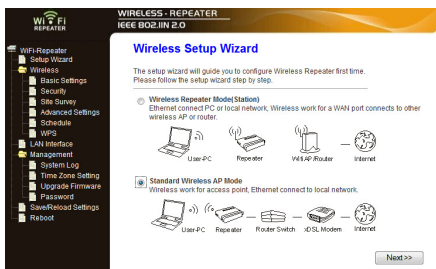 Wi Fi
REPEATER
WIRELESS - REPEATER
IEEE 802.11N 2.0
WiFi-Repeater
Setup Wizard
Wireless
Basic Settings
Security
Site Survey
Advanced Settings
Schedule
WPS
LAN Interface
Management
System Log
Time Zone Setting
Upgrade Firmware
Password
Save/Reload Settings
Reboot
Wireless Setup Wizard
The setup wizard will guide you to configure Wireless Repeater first time.
Please follow the setup wizard step by step.
Wireless Repeater Mode(Station)
Ethernet connect PC or local network, Wireless work for a WAN port connects to other
wireless AP or router.
User-PC Repeater Wifi AP /Router Internet
Standard Wireless AP Mode
Wireless work for access point, Ethernet connect to local network.
User-PC Repeater Router Switch xDSL Modem Internet
Next>>